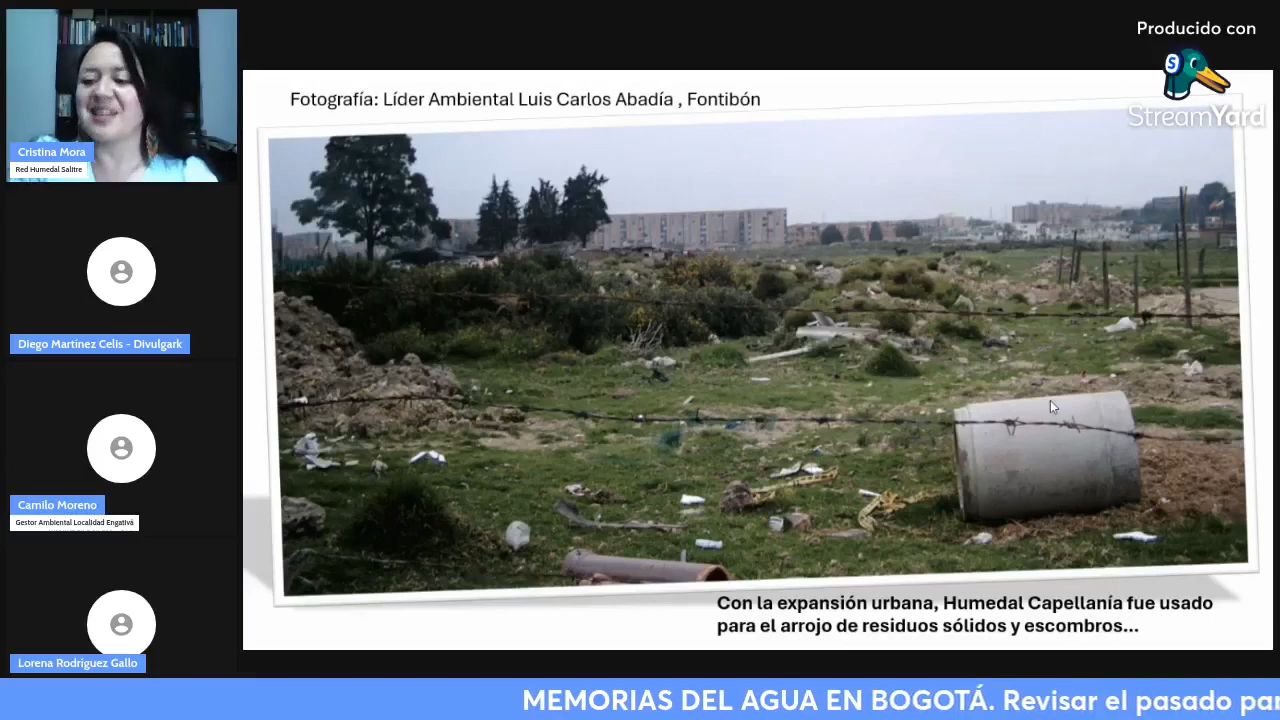 Producido con
StreamYard
Fotografía: Líder Ambiental Luis Carlos Abadía , Fontibón
Cristina Mora
Red Humedal Salitre
Diego Martínez Celis - Divulgark
Camilo Moreno
Gestor Ambiental Localidad Engativá
Lorena Rodriguez Gallo
Con la expansión urbana, Humedal Capellanía fue usado
para el arrojo de residuos sólidos y escombros...
MEMORIAS DEL AGUA EN BOGOTÁ. Revisar el pasado par